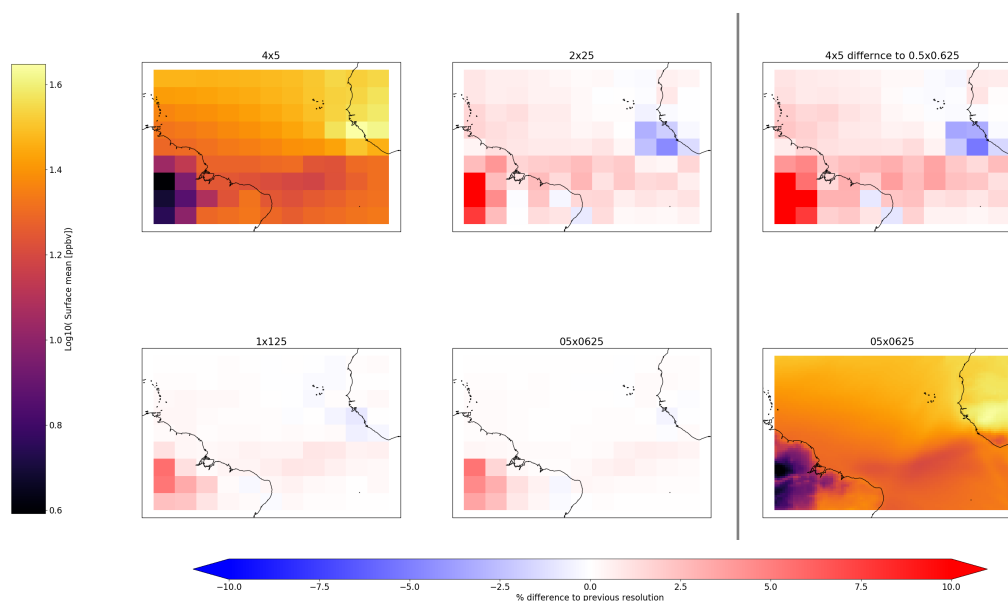 4x5
2x25
4x5 differnce to 0.5x0.625
1.6
1.4
1.2
1.0
0.8
0.6
Log10( Surface mean [ppbv])
1x125
05x0625
05x0625
−10.0 −7.5 −5.0 −2.5 0.0 2.5 5.0 7.5 10.0
% difference to previous resolution